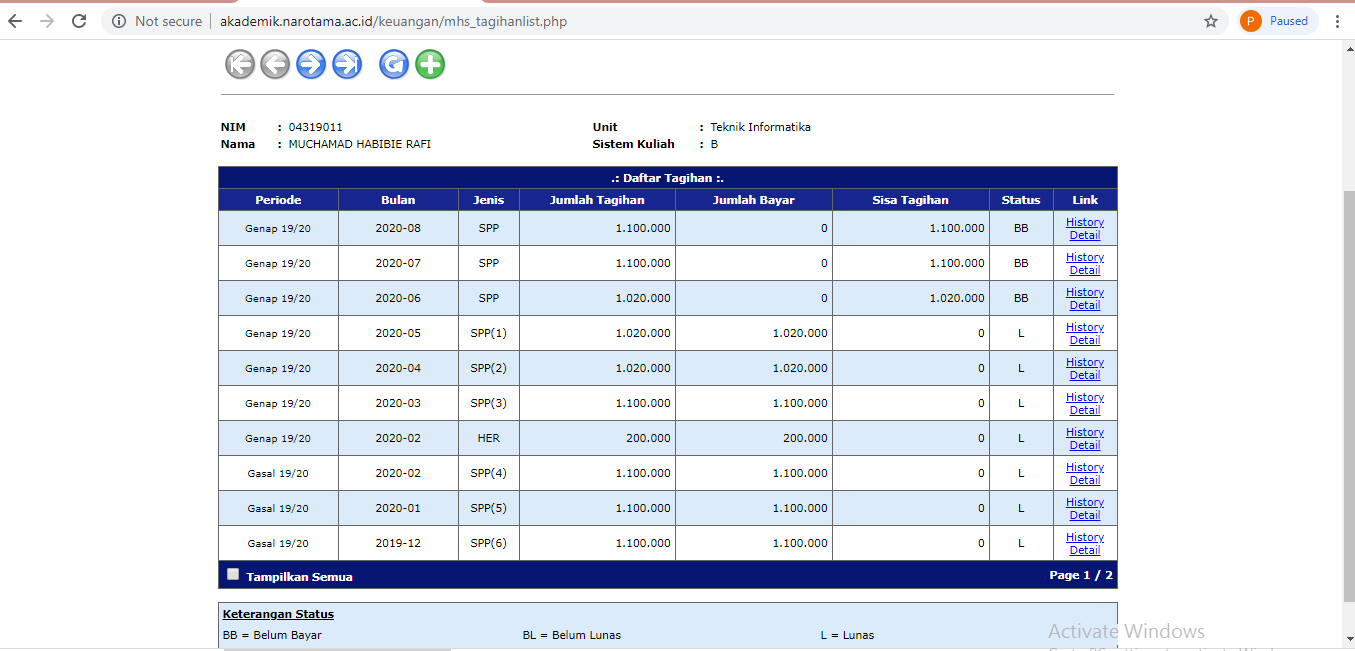 Not secure | akademik.narotama.ac.id/keuangan/mhs_tagihanlist.php P Paused
NIM : 04319011 Unit : Teknik Informatika
Nama : MUCHAMAD HABIBIE RAFI Sistem Kuliah : B
.: Daftar Tagihan :.
Periode Bulan Jenis Jumlah Tagihan Jumlah Bayar Sisa Tagihan Status Link
Genap 19/20 2020-08 SPP 1.100.000 0 1.100.000 BB History Detail
Genap 19/20 2020-07 SPP 1.100.000 0 1.100.000 BB History Detail
Genap 19/20 2020-06 SPP 1.020.000 0 1.020.000 BB History Detail
Genap 19/20 2020-05 SPP(1) 1.020.000 1.020.000 0 L History Detail
Genap 19/20 2020-04 SPP(2) 1.020.000 1.020.000 0 L History Detail
Genap 19/20 2020-03 SPP(3) 1.100.000 1.100.000 0 L History Detail
Genap 19/20 2020-02 HER 200.000 200.000 0 L History Detail
Gasal 19/20 2020-02 SPP(4) 1.100.000 1.100.000 0 L History Detail
Gasal 19/20 2020-01 SPP(5) 1.100.000 1.100.000 0 L History Detail
Gasal 19/20 2019-12 SPP(6) 1.100.000 1.100.000 0 L History Detail
Tampilkan Semua Page 1 / 2
Keterangan Status
BB = Belum Bayar BL = Belum Lunas L = Lunas
Activate Windows